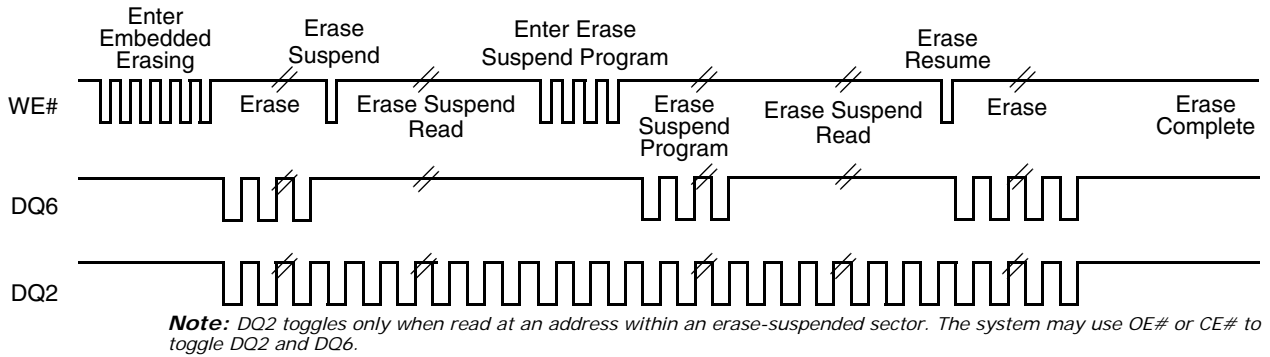 Enter
Embedded
Erasing
Erase
Suspend
Enter Erase
Suspend Program
Erase
Resume
WE#
Erase
Erase Suspend
Read
Erase
Suspend
Program
Erase Suspend
Read
Erase
Erase
Complete
DQ6
DQ2
Note: DQ2 toggles only when read at an address within an erase-suspended sector. The system may use OE# or CE# to
toggle DQ2 and DQ6.